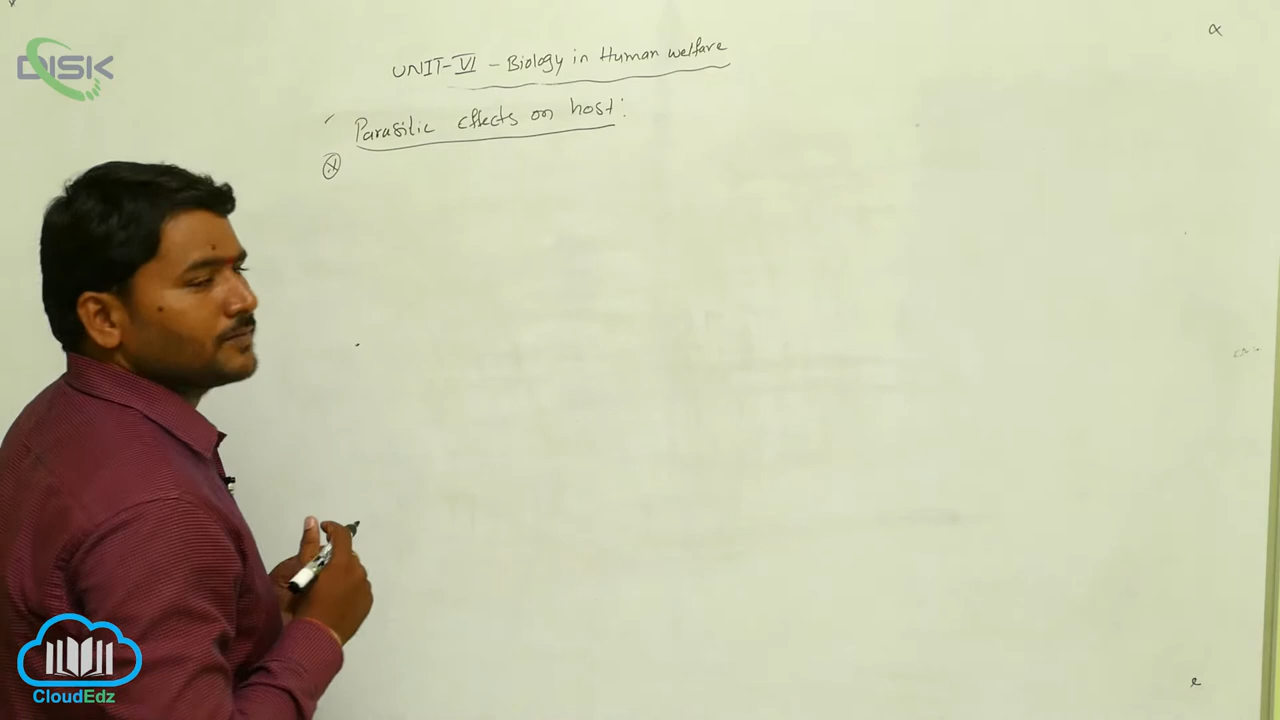 DISK
UNIT-VI - Biology in Human welfare
Parasitic effects on host:
CloudEdz